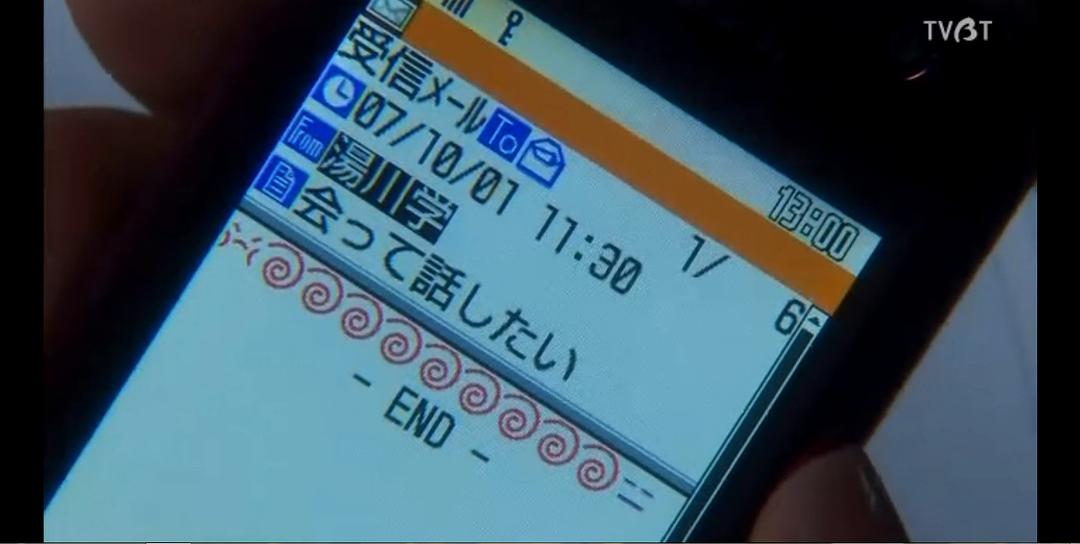 TVBT
13:00
受信メール 1/ 6
To
07/10/01 11:30
From 湯川学
会って話したい
- END -